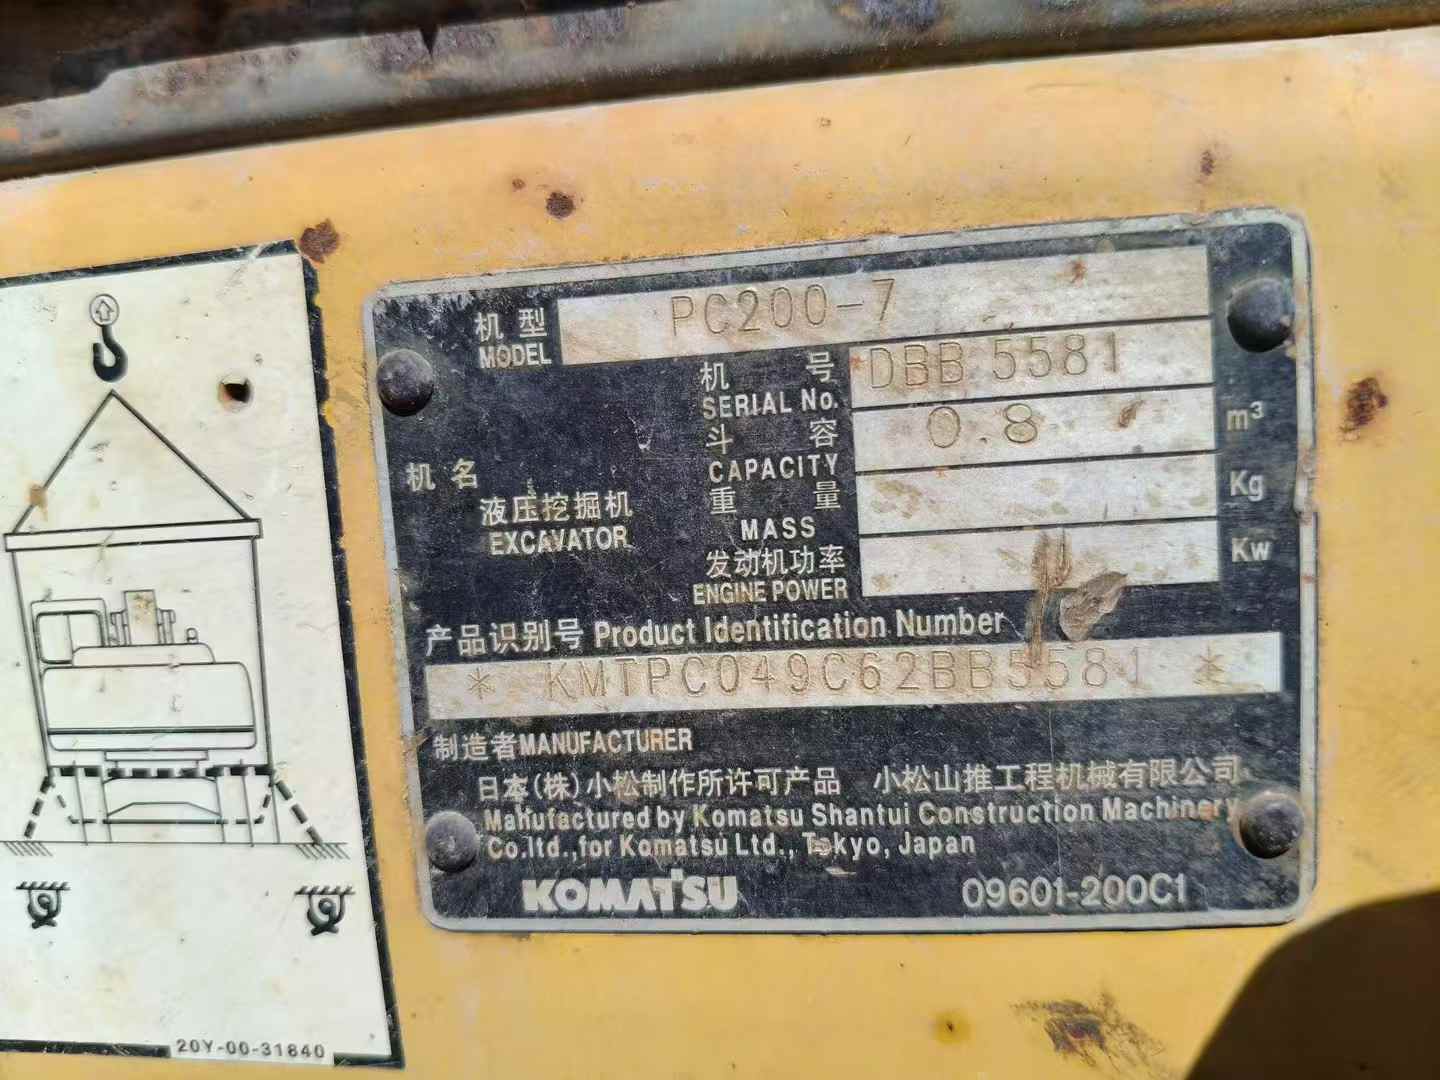 机型 PC200-7
MODEL
机号 DBB 5581
SERIAL No.
斗容 0.8 m³
CAPACITY
机名
重量 Kg
液压挖掘机
MASS
EXCAVATOR
发动机功率 Kw
ENGINE POWER
产品识别号 Product Identification Number
* KMTPC049C62BB5581 *
制造者MANUFACTURER
日本(株)小松制作所许可产品 小松山推工程机械有限公司
Manufactured by Komatsu Shantui Construction Machinery
Co.ltd.,for Komatsu Ltd., Tokyo, Japan
KOMATSU 09601-200C1
20Y-00-31840